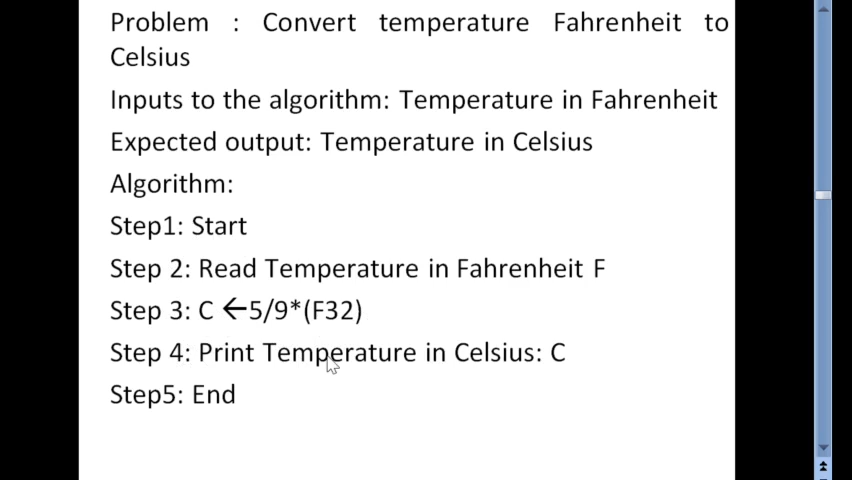 Problem : Convert temperature Fahrenheit to
Celsius
Inputs to the algorithm: Temperature in Fahrenheit
Expected output: Temperature in Celsius
Algorithm:
Step1: Start
Step 2: Read Temperature in Fahrenheit F
Step 3: C ←5/9*(F32)
Step 4: Print Temperature in Celsius: C
Step5: End